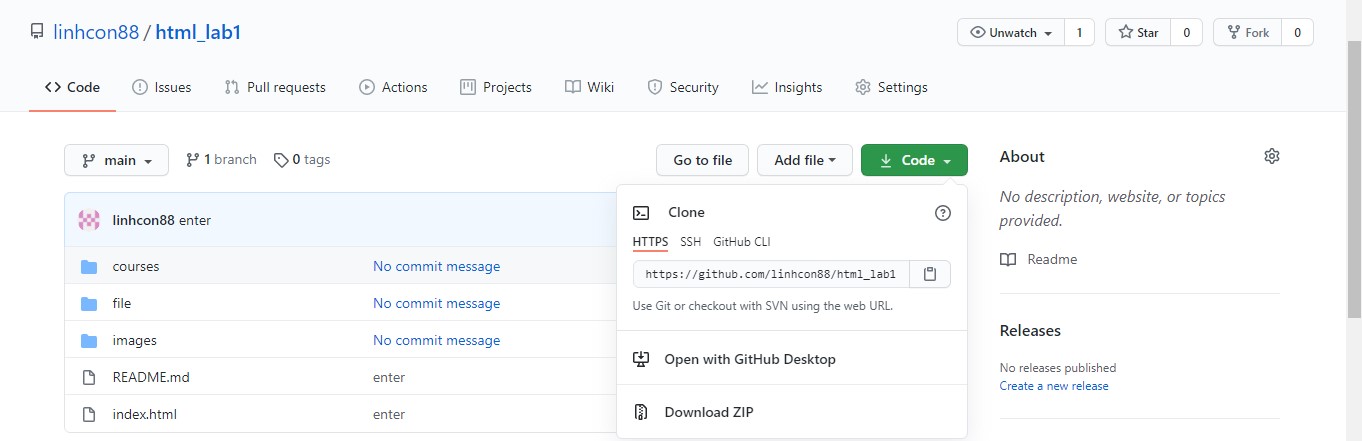 linhcon88 / html_lab1
Unwatch 1 Star 0 Fork 0
Code Issues Pull requests Actions Projects Wiki Security Insights Settings
main 1 branch 0 tags
Go to file Add file Code
linhcon88 enter
courses No commit message
file No commit message
images No commit message
README.md enter
index.html enter
Clone
HTTPS SSH GitHub CLI
https://github.com/linhcon88/html_lab1
Use Git or checkout with SVN using the web URL.
Open with GitHub Desktop
Download ZIP
About
No description, website, or topics
provided.
Readme
Releases
No releases published
Create a new release